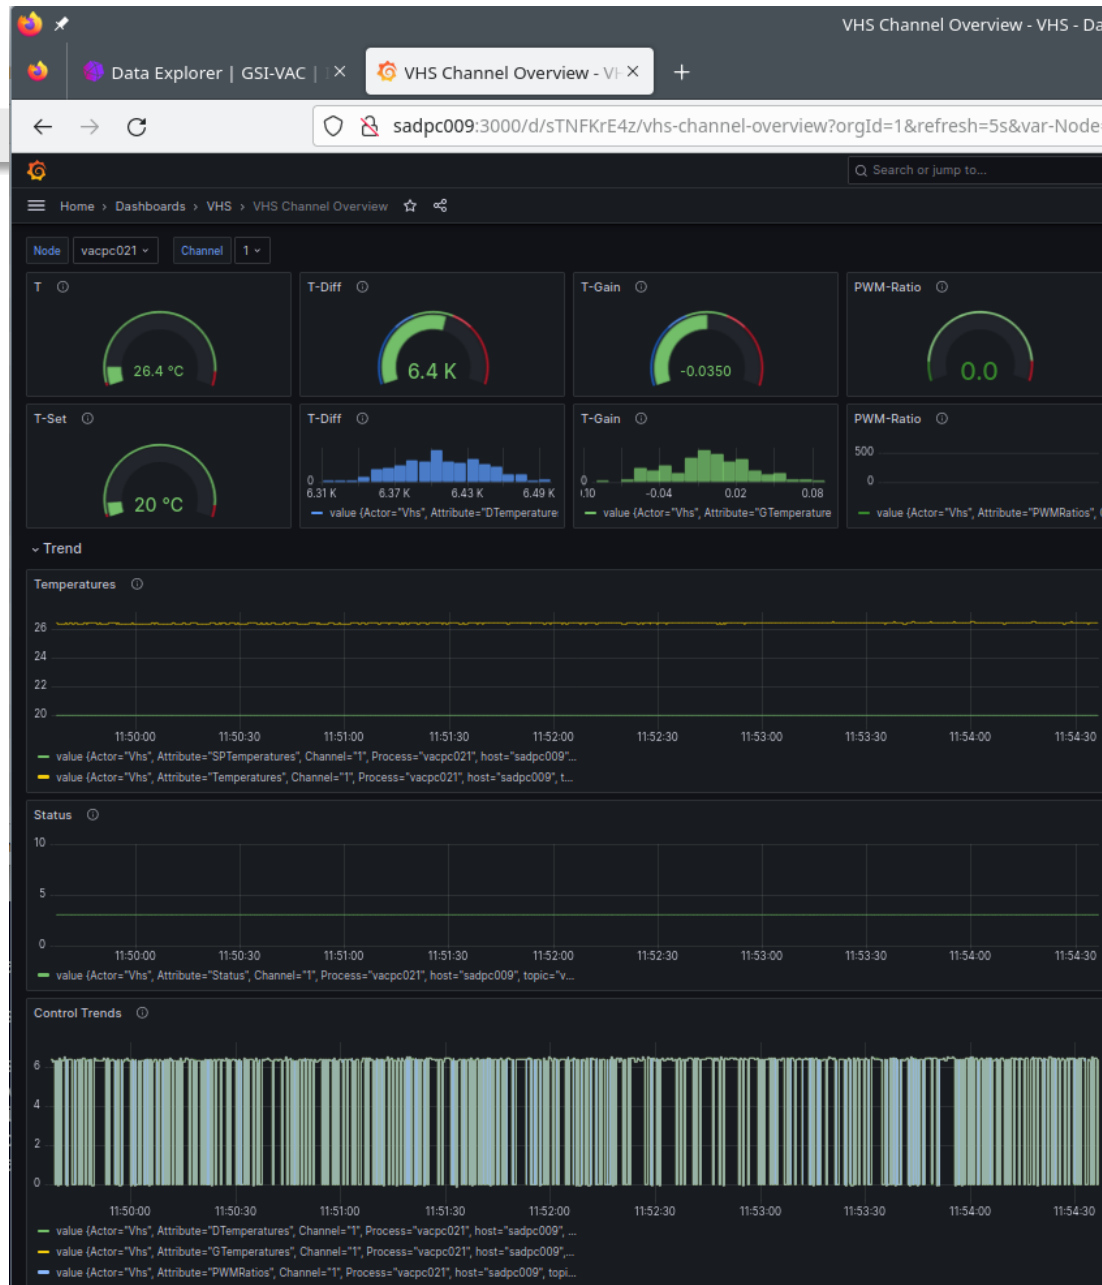 VHS Channel Overview - VHS - Da
Data Explorer | GSI-VAC |
VHS Channel Overview - VH
sadpc009:3000/d/sTNFKrE4z/vhs-channel-overview?orgId=1&refresh=5s&var-Node=
Search or jump to...
Home › Dashboards › VHS › VHS Channel Overview
Node vacpc021 Channel 1
T T-Diff T-Gain PWM-Ratio
26.4 °C 6.4 K -0.0350 0.0
T-Set T-Diff T-Gain PWM-Ratio
20 °C
0
6.31 K 6.37 K 6.43 K 6.49 K
value {Actor="Vhs", Attribute="DTemperature
0
.10 -0.04 0.02 0.08
value {Actor="Vhs", Attribute="GTemperature
500
0
value {Actor="Vhs", Attribute="PWMRatios",
Trend
Temperatures
26
24
22
20
11:50:00 11:50:30 11:51:00 11:51:30 11:52:00 11:52:30 11:53:00 11:53:30 11:54:00 11:54:30
value {Actor="Vhs", Attribute="SPTemperatures", Channel="1", Process="vacpc021", host="sadpc009"...
value {Actor="Vhs", Attribute="Temperatures", Channel="1", Process="vacpc021", host="sadpc009", t...
Status
10
5
0
11:50:00 11:50:30 11:51:00 11:51:30 11:52:00 11:52:30 11:53:00 11:53:30 11:54:00 11:54:30
value {Actor="Vhs", Attribute="Status", Channel="1", Process="vacpc021", host="sadpc009", topic="v...
Control Trends
6
4
2
0
11:50:00 11:50:30 11:51:00 11:51:30 11:52:00 11:52:30 11:53:00 11:53:30 11:54:00 11:54:30
value {Actor="Vhs", Attribute="DTemperatures", Channel="1", Process="vacpc021", host="sadpc009", ...
value {Actor="Vhs", Attribute="GTemperatures", Channel="1", Process="vacpc021", host="sadpc009",...
value {Actor="Vhs", Attribute="PWMRatios", Channel="1", Process="vacpc021", host="sadpc009", topi...